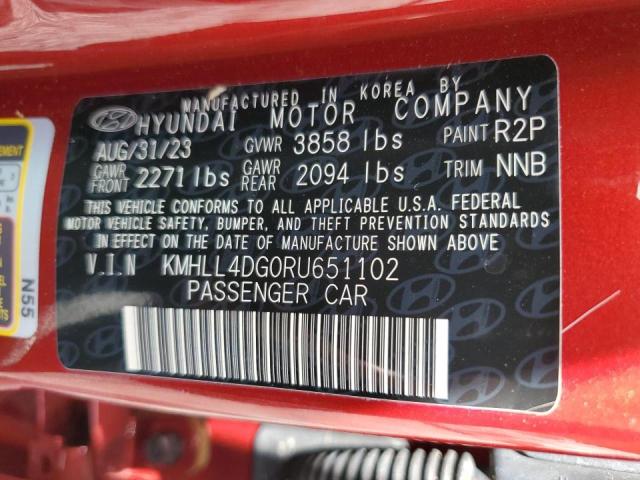 MANUFACTURED IN KOREA BY
HYUNDAI MOTOR COMPANY
AUG/31/23 GVWR 3858 lbs PAINT R2P
GAWR FRONT 2271 lbs GAWR REAR 2094 lbs TRIM NNB
THIS VEHICLE CONFORMS TO ALL APPLICABLE U.S.A. FEDERAL
MOTOR VEHICLE SAFETY, BUMPER, AND THEFT PREVENTION STANDARDS
IN EFFECT ON THE DATE OF MANUFACTURE SHOWN ABOVE.
V.I.N KMHLL4DG0RU651102
PASSENGER CAR
N55